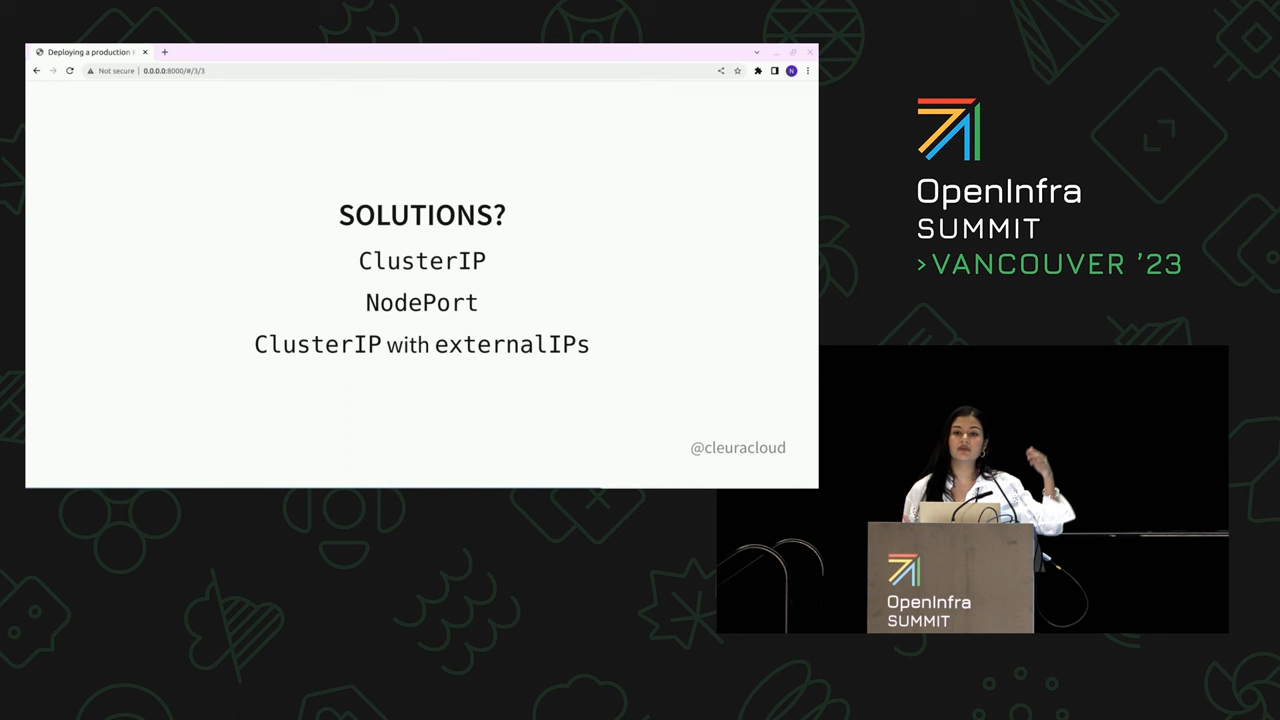 Deploying a production
Not secure
0.0.0.0:8000/#/3/3
N
SOLUTIONS?
ClusterIP
NodePort
ClusterIP with externalIPs
@cleuracloud
OpenInfra
SUMMIT
>VANCOUVER ’23
OpenInfra
SUMMIT